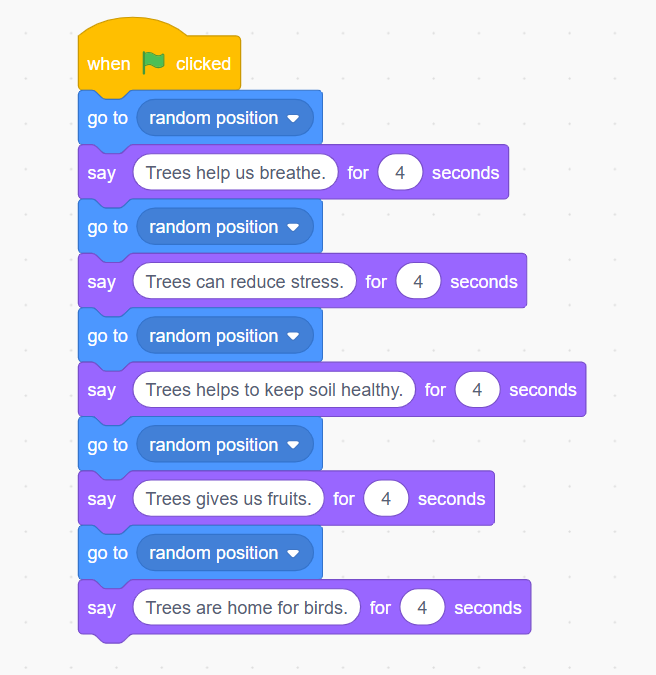 when clicked
go to random position
say Trees help us breathe. for 4 seconds
go to random position
say Trees can reduce stress. for 4 seconds
go to random position
say Trees helps to keep soil healthy. for 4 seconds
go to random position
say Trees gives us fruits. for 4 seconds
go to random position
say Trees are home for birds. for 4 seconds